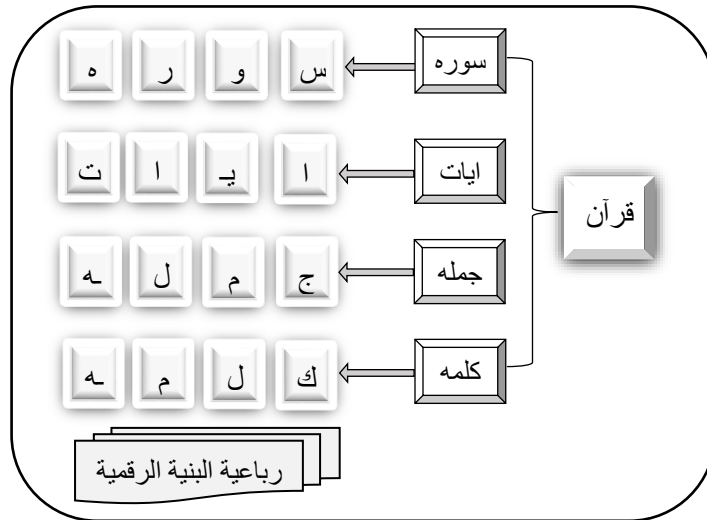 قرآن
سوره
س و ر ه
ايات
ا يـ ا ت
جمله
ج م ل ـه
كلمه
ك ل م ـه
رباعية البنية الرقمية